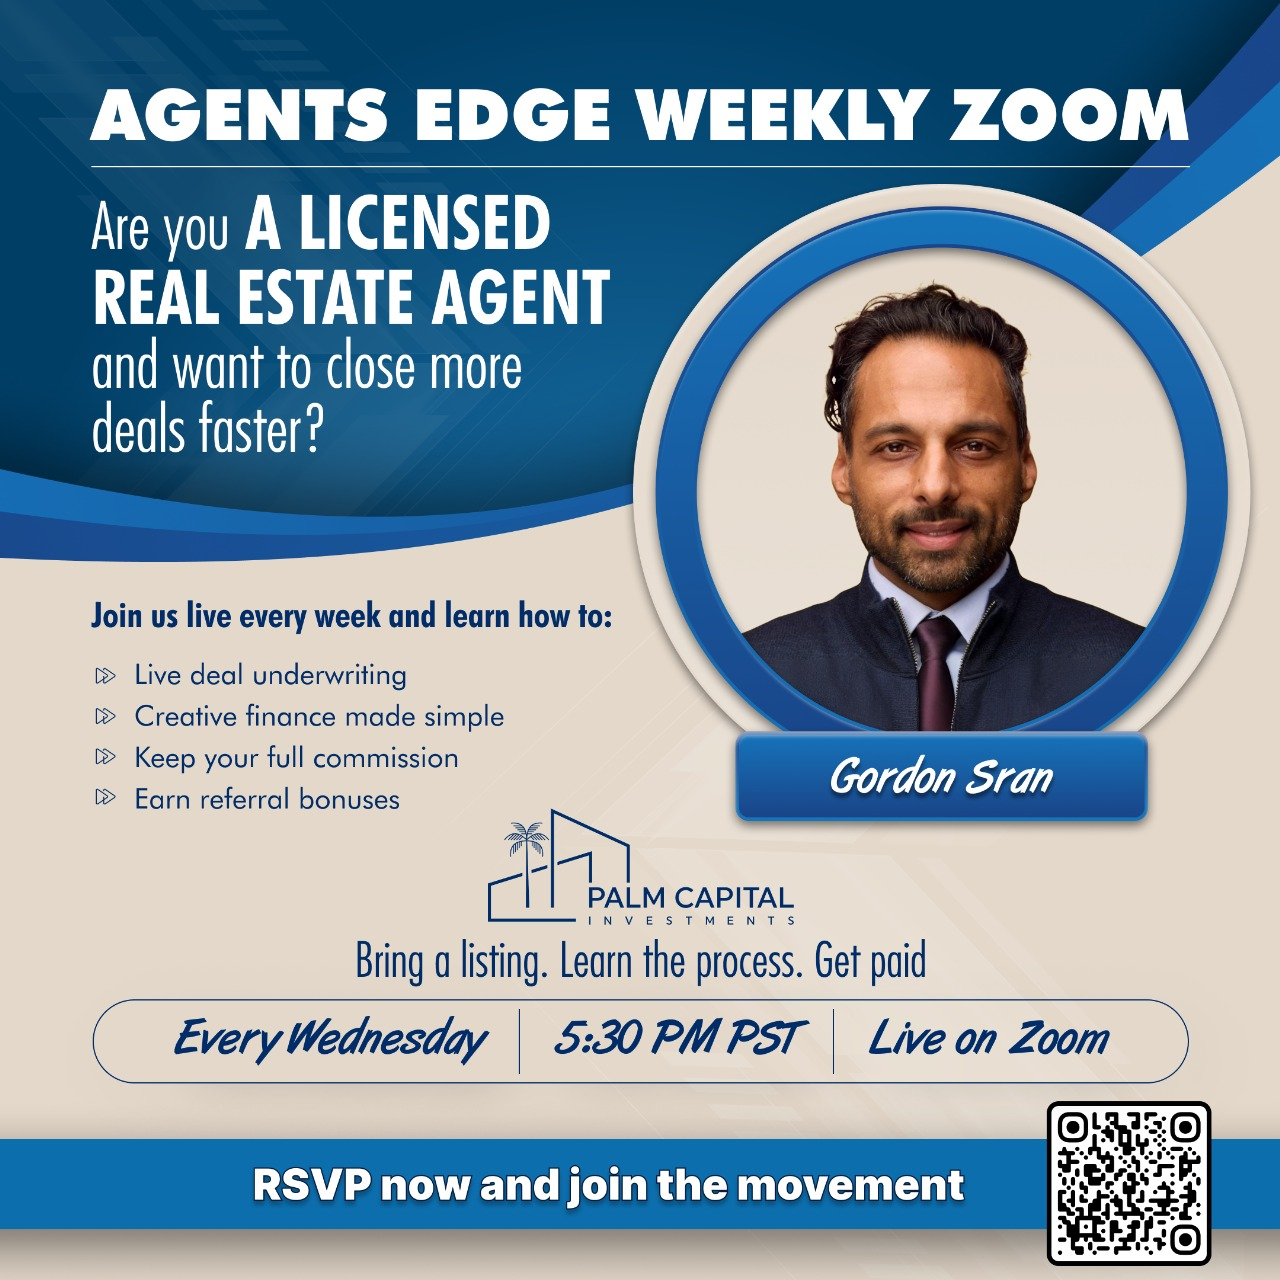 AGENTS EDGE WEEKLY ZOOM
Are you A LICENSED
REAL ESTATE AGENT
and want to close more
deals faster?
Join us live every week and learn how to:
Live deal underwriting
Creative finance made simple
Keep your full commission
Earn referral bonuses
Gordon Sran
PALM CAPITAL
INVESTMENTS
Bring a listing. Learn the process. Get paid
Every Wednesday
5:30 PM PST
Live on Zoom
RSVP now and join the movement